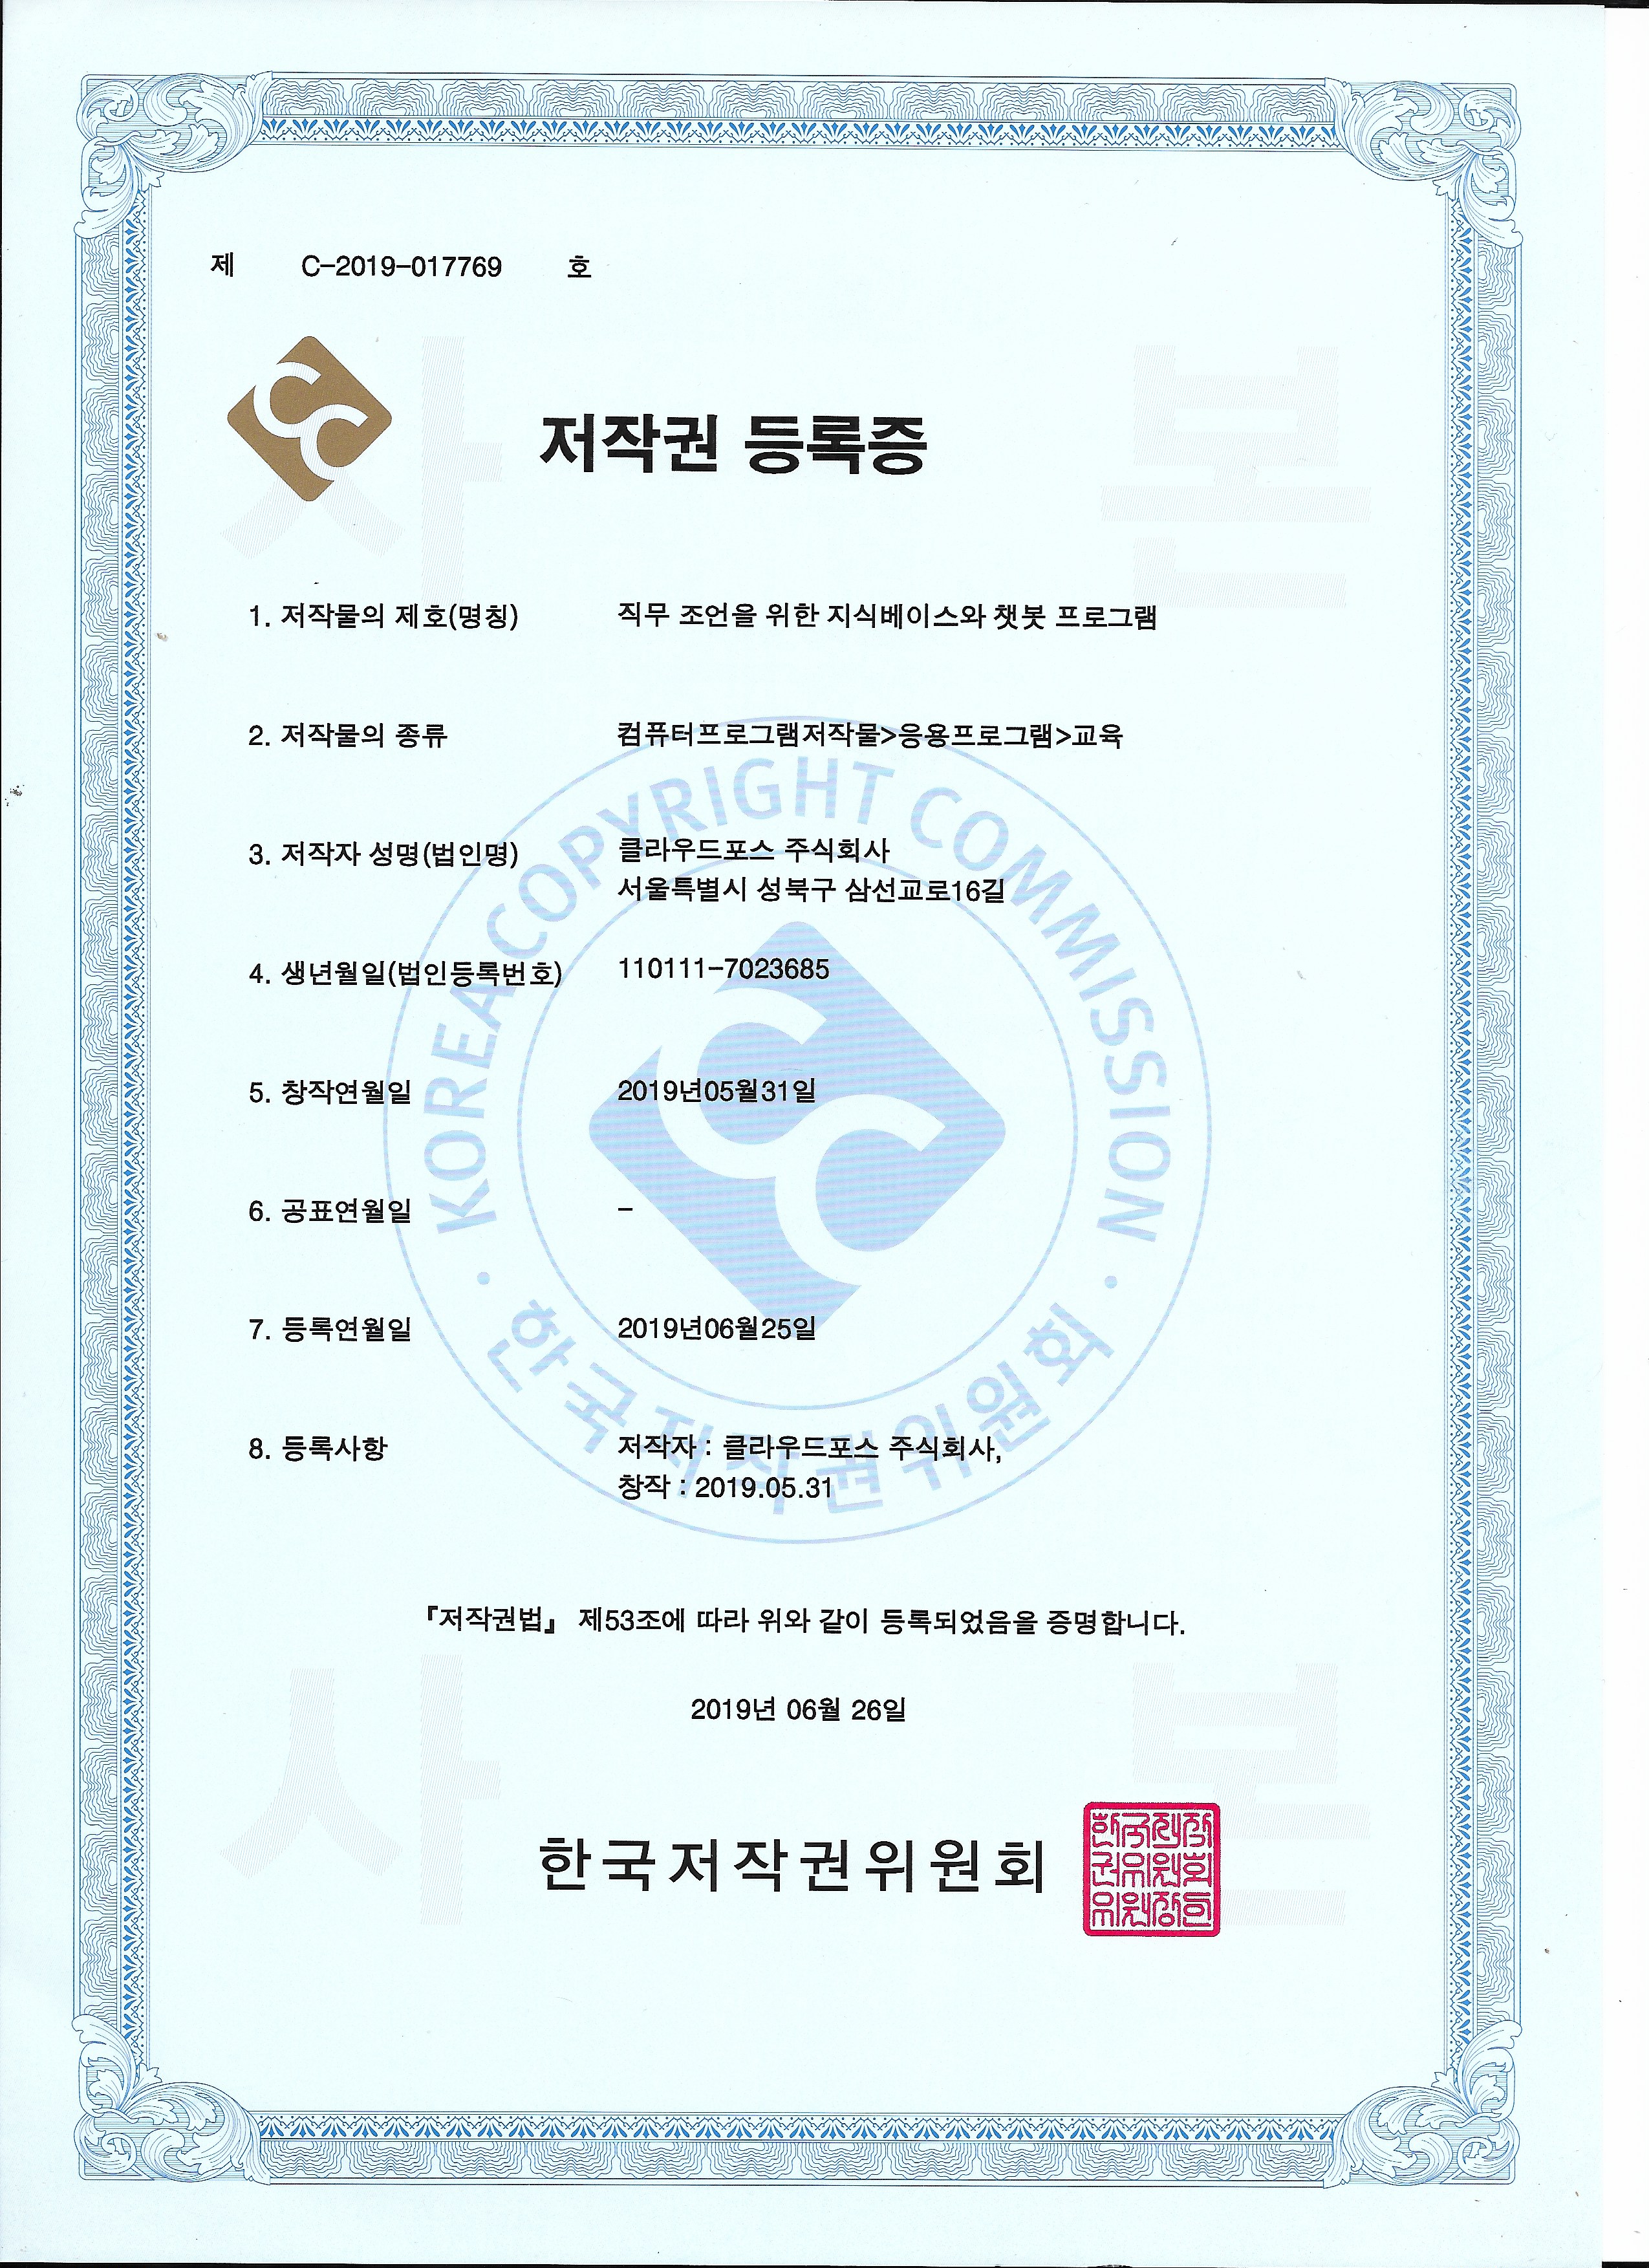 제 C-2019-017769 호
저작권 등록증
1. 저작물의 제호(명칭) 직무 조언을 위한 지식베이스와 챗봇 프로그램
2. 저작물의 종류 컴퓨터프로그램저작물>응용프로그램>교육
3. 저작자 성명(법인명) 클라우드포스 주식회사
서울특별시 성북구 삼선교로16길
4. 생년월일(법인등록번호) 110111-7023685
5. 창작연월일 2019년05월31일
6. 공표연월일 -
7. 등록연월일 2019년06월25일
8. 등록사항 저작자 : 클라우드포스 주식회사,
창작 : 2019.05.31
『저작권법』 제53조에 따라 위와 같이 등록되었음을 증명합니다.
2019년 06월 26일
한국저작권위원회
KOREA COPYRIGHT COMMISSION
한국저작권위원회
사본
사본